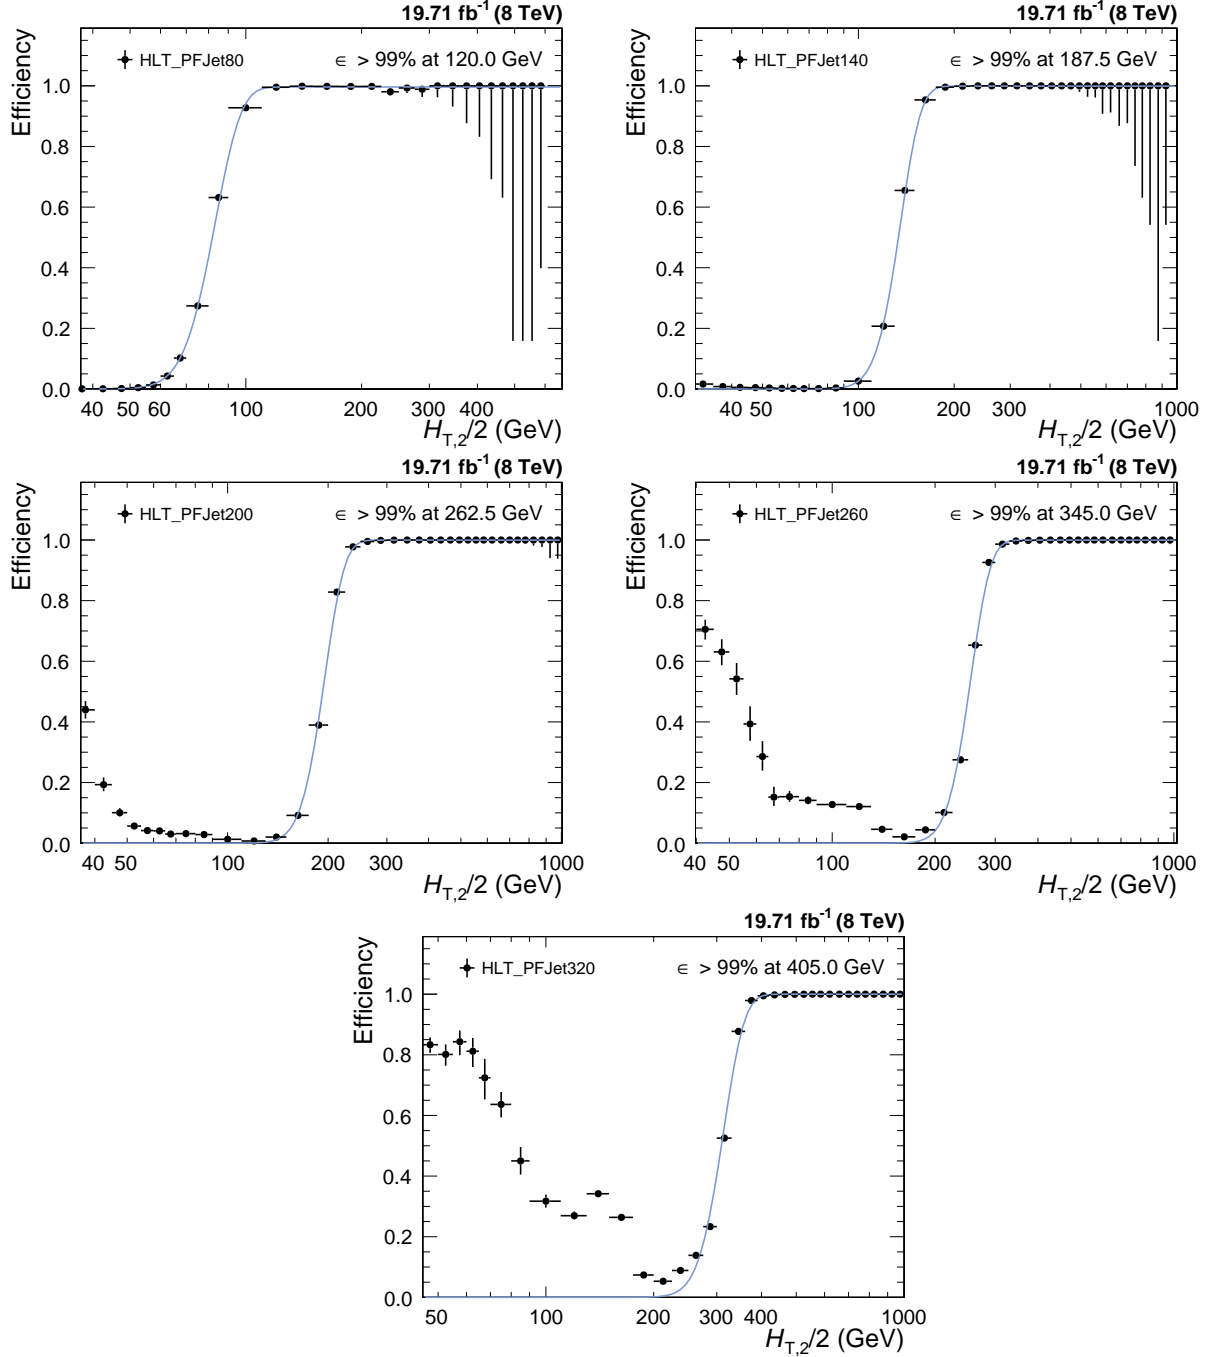 19.71 fb⁻¹ (8 TeV)
HLT_PFJet80
ϵ > 99% at 120.0 GeV
Efficiency
1.0
0.8
0.6
0.4
0.2
0.0
40 50 60 100 200 300 400
H_T,2/2 (GeV)
19.71 fb⁻¹ (8 TeV)
HLT_PFJet140
ϵ > 99% at 187.5 GeV
Efficiency
1.0
0.8
0.6
0.4
0.2
0.0
40 50 100 200 300 1000
H_T,2/2 (GeV)
19.71 fb⁻¹ (8 TeV)
HLT_PFJet200
ϵ > 99% at 262.5 GeV
Efficiency
1.0
0.8
0.6
0.4
0.2
0.0
40 50 100 200 300 1000
H_T,2/2 (GeV)
19.71 fb⁻¹ (8 TeV)
HLT_PFJet260
ϵ > 99% at 345.0 GeV
Efficiency
1.0
0.8
0.6
0.4
0.2
0.0
40 50 100 200 300 1000
H_T,2/2 (GeV)
19.71 fb⁻¹ (8 TeV)
HLT_PFJet320
ϵ > 99% at 405.0 GeV
Efficiency
1.0
0.8
0.6
0.4
0.2
0.0
50 100 200 300 400 1000
H_T,2/2 (GeV)